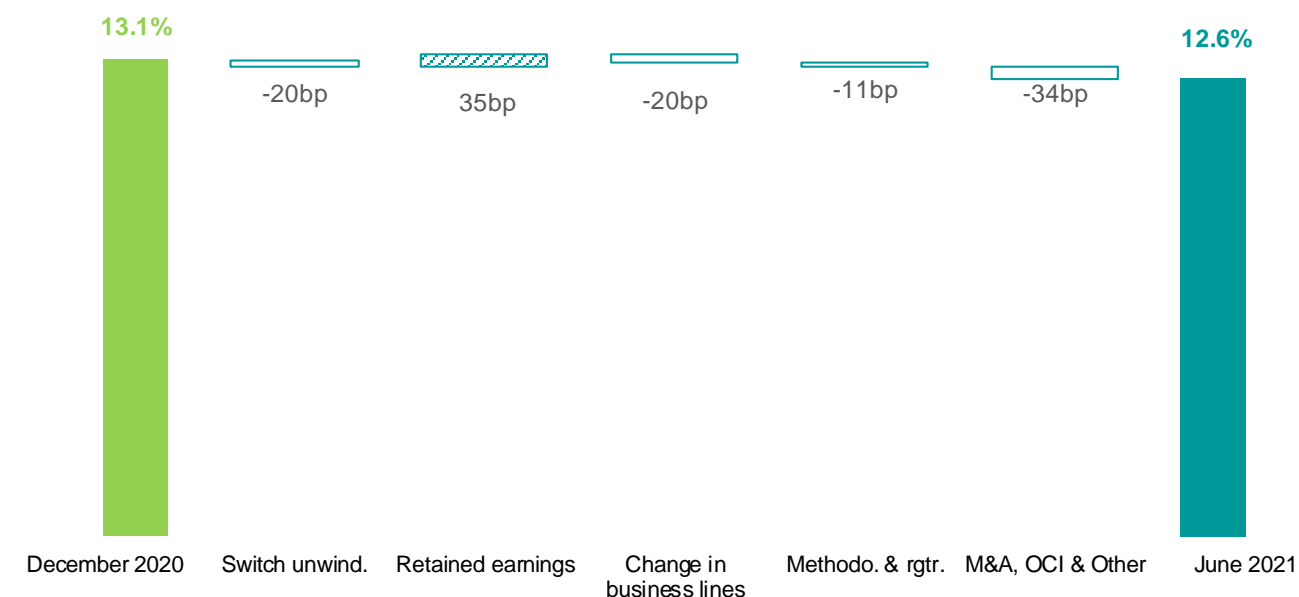 13.1%
12.6%
-20bp
35bp
-20bp
-11bp
-34bp
December 2020
Switch unwind.
Retained earnings
Change in
business lines
Methodo. & rgtr.
M&A, OCI & Other
June 2021